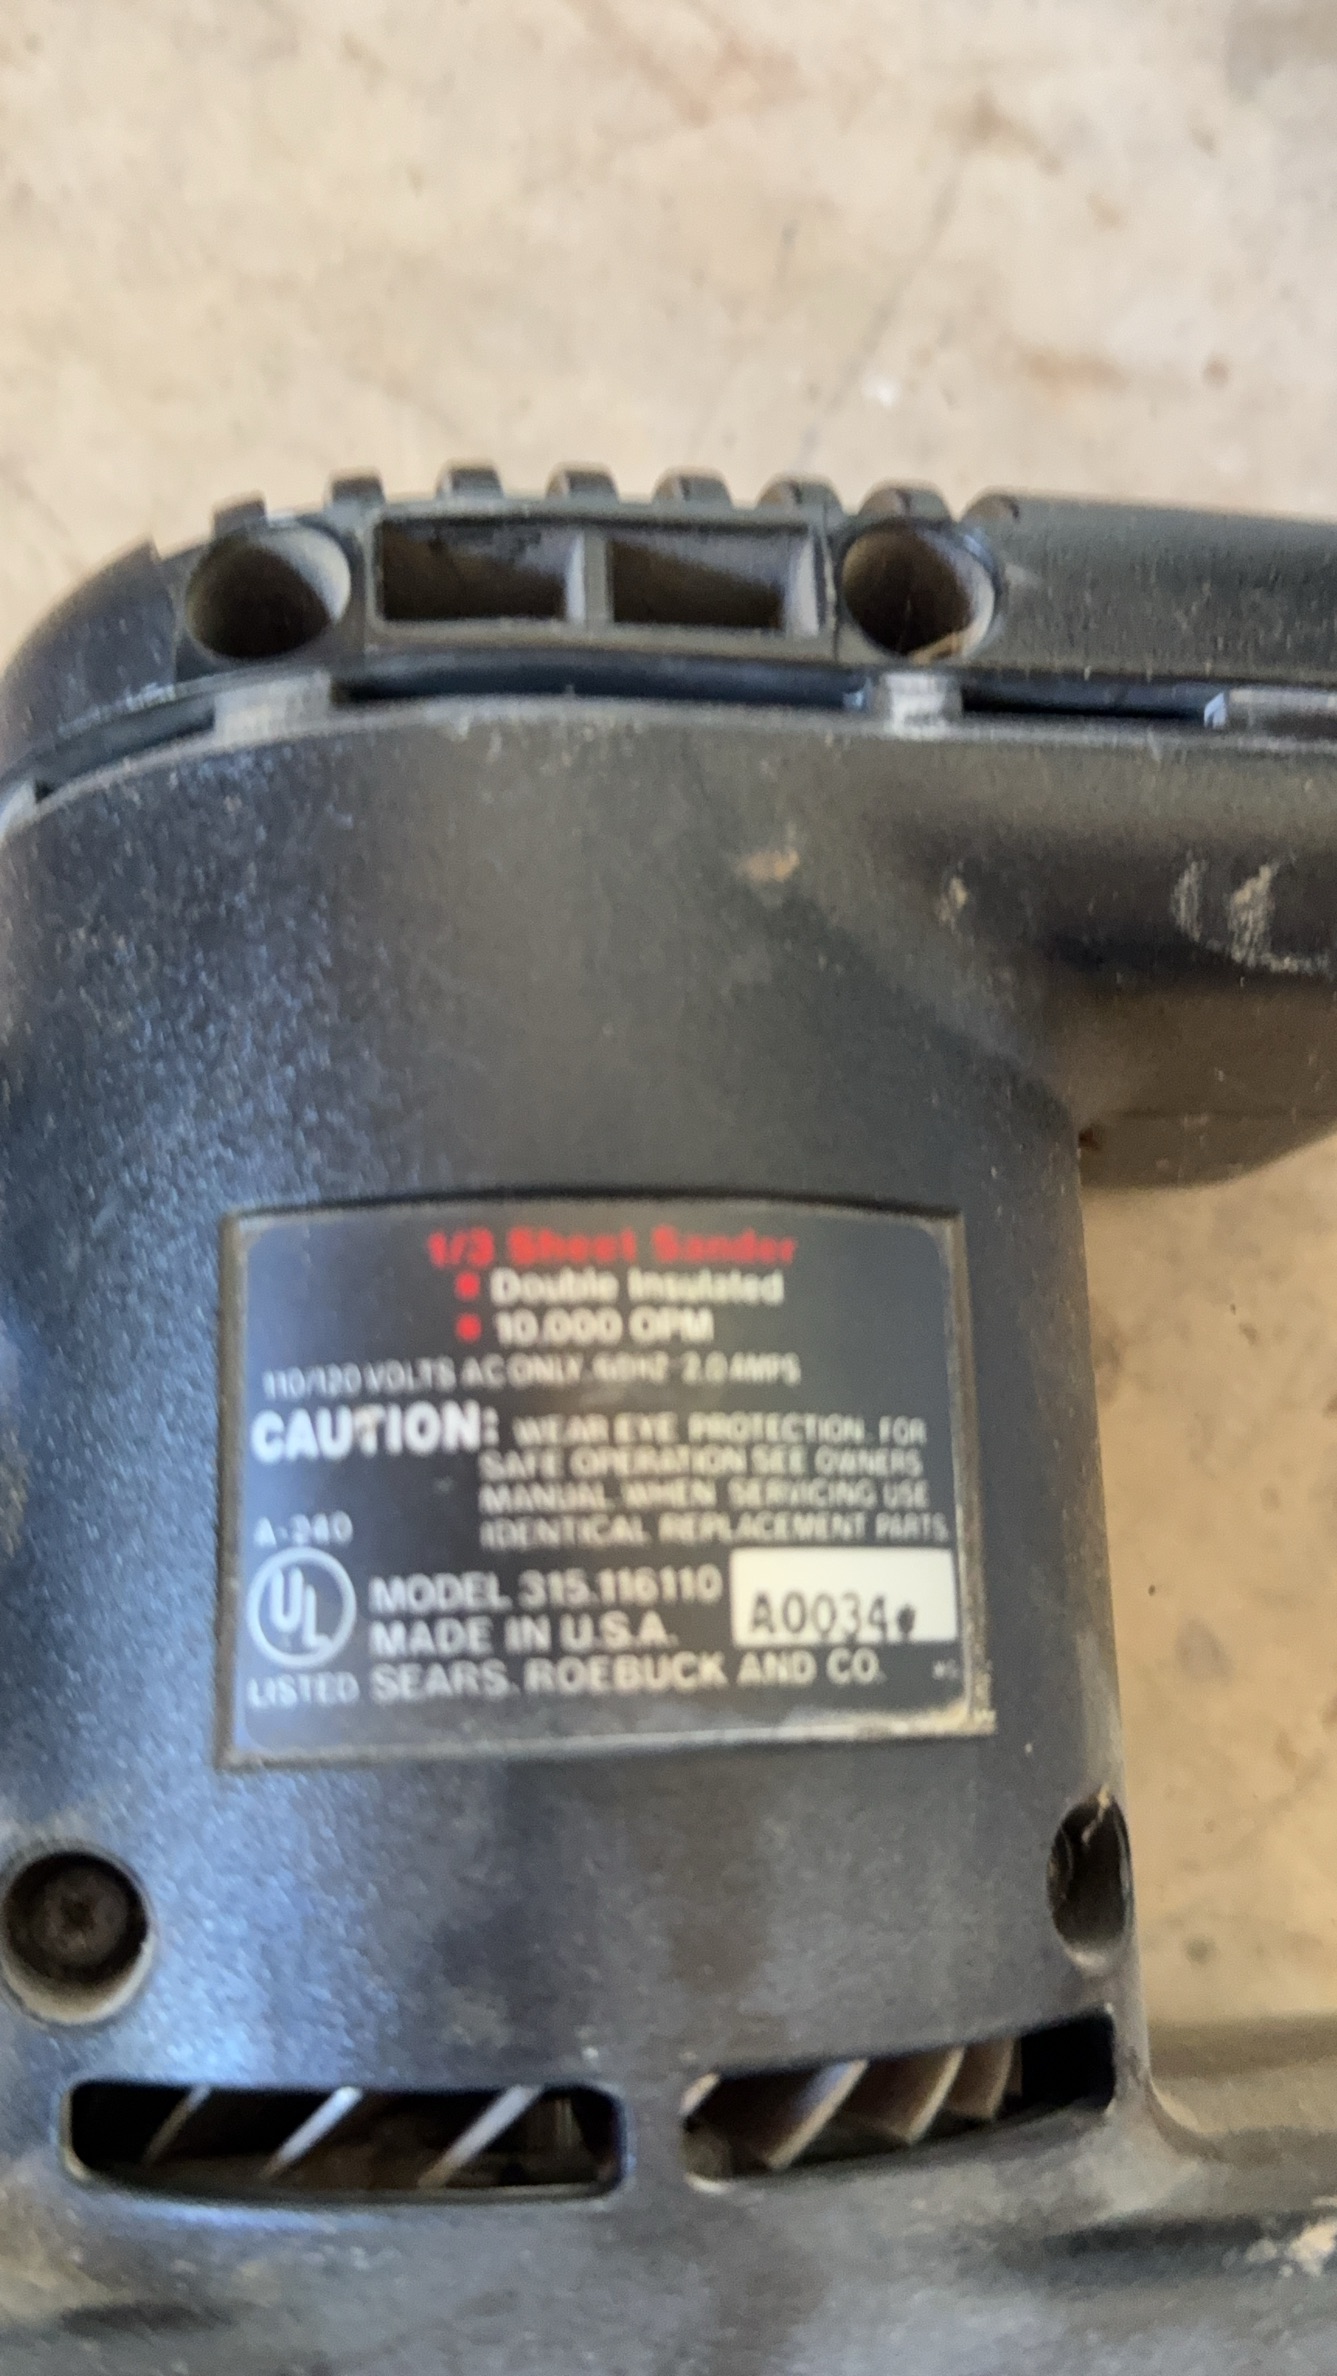 1/3 Sheet Sander
• Double Insulated
• 10,000 OPM
110/120 VOLTS AC ONLY 60HZ 2.0 AMPS
CAUTION: WEAR EYE PROTECTION. FOR
SAFE OPERATION SEE OWNERS
MANUAL. WHEN SERVICING USE
IDENTICAL REPLACEMENT PARTS.
A-240
UL
LISTED
MODEL 315.116110
MADE IN U.S.A.
A0034
SEARS, ROEBUCK AND CO.